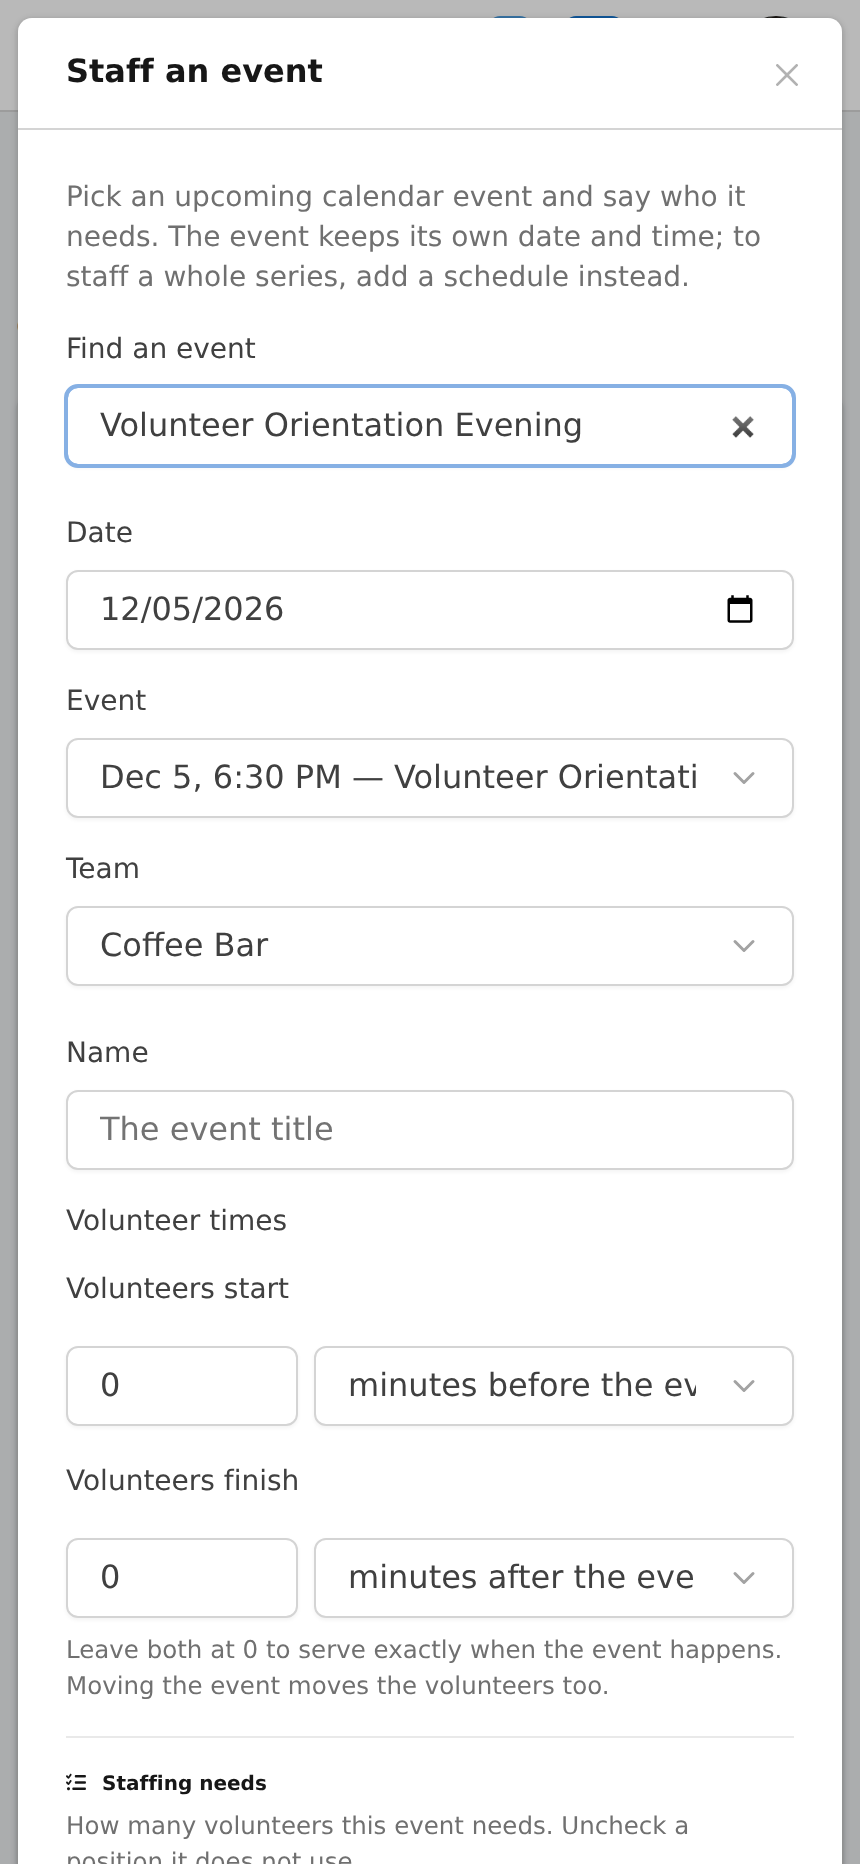 Staff an event
Pick an upcoming calendar event and say who it
needs. The event keeps its own date and time; to
staff a whole series, add a schedule instead.
Find an event
Volunteer Orientation Evening
Date
12/05/2026
Event
Dec 5, 6:30 PM — Volunteer Orientati
Team
Coffee Bar
Name
The event title
Volunteer times
Volunteers start
0
minutes before the ev
Volunteers finish
0
minutes after the eve
Leave both at 0 to serve exactly when the event happens.
Moving the event moves the volunteers too.
Staffing needs
How many volunteers this event needs. Uncheck a
position it does not use.